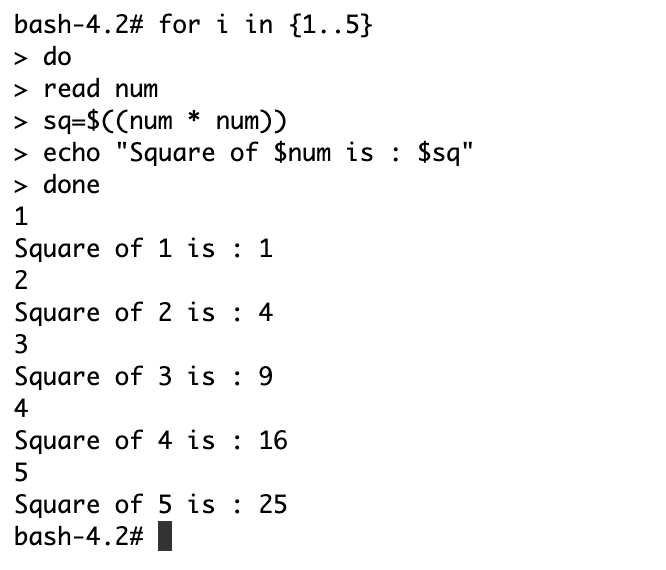 bash-4.2# for i in {1..5}
> do
> read num
> sq=$((num * num))
> echo "Square of $num is : $sq"
> done
1
Square of 1 is : 1
2
Square of 2 is : 4
3
Square of 3 is : 9
4
Square of 4 is : 16
5
Square of 5 is : 25
bash-4.2#